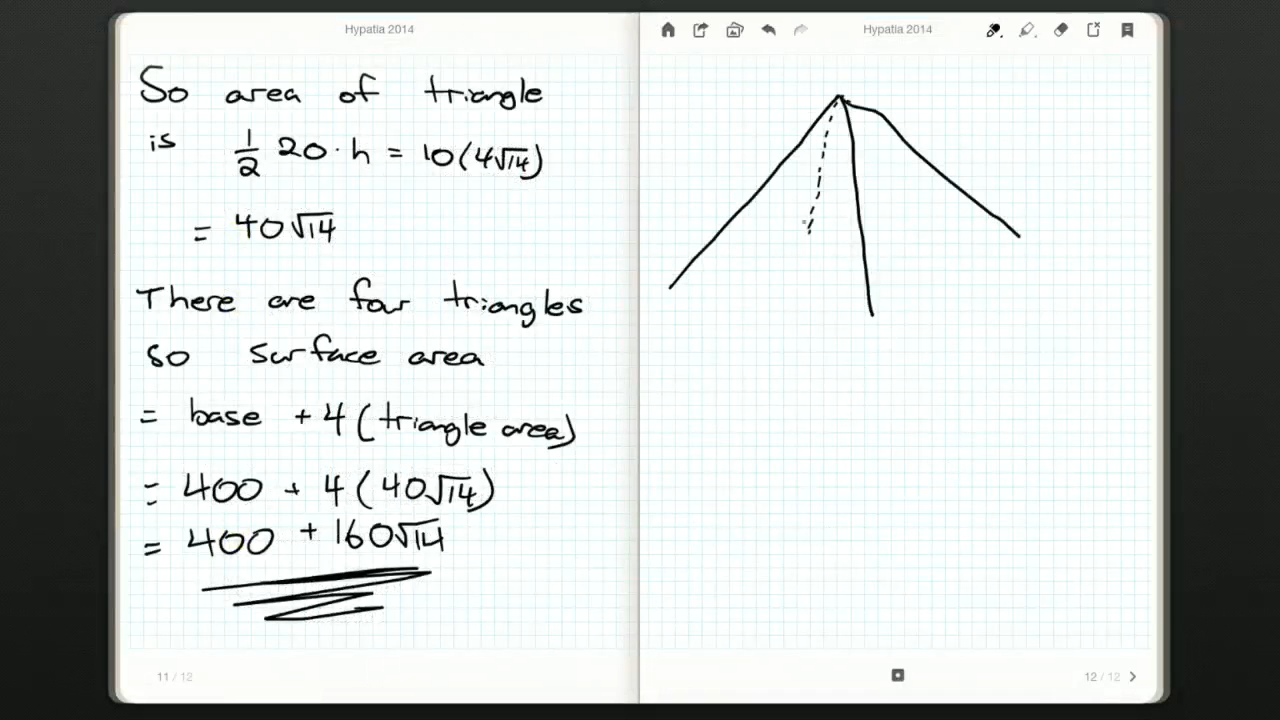 Hypatia 2014
So area of triangle
is 1/2 20 · h = 10(4√14)
= 40√14
There are four triangles
so surface area
= base + 4(triangle area)
= 400 + 4(40√14)
= 400 + 160√14
11 / 12
Hypatia 2014
12 / 12